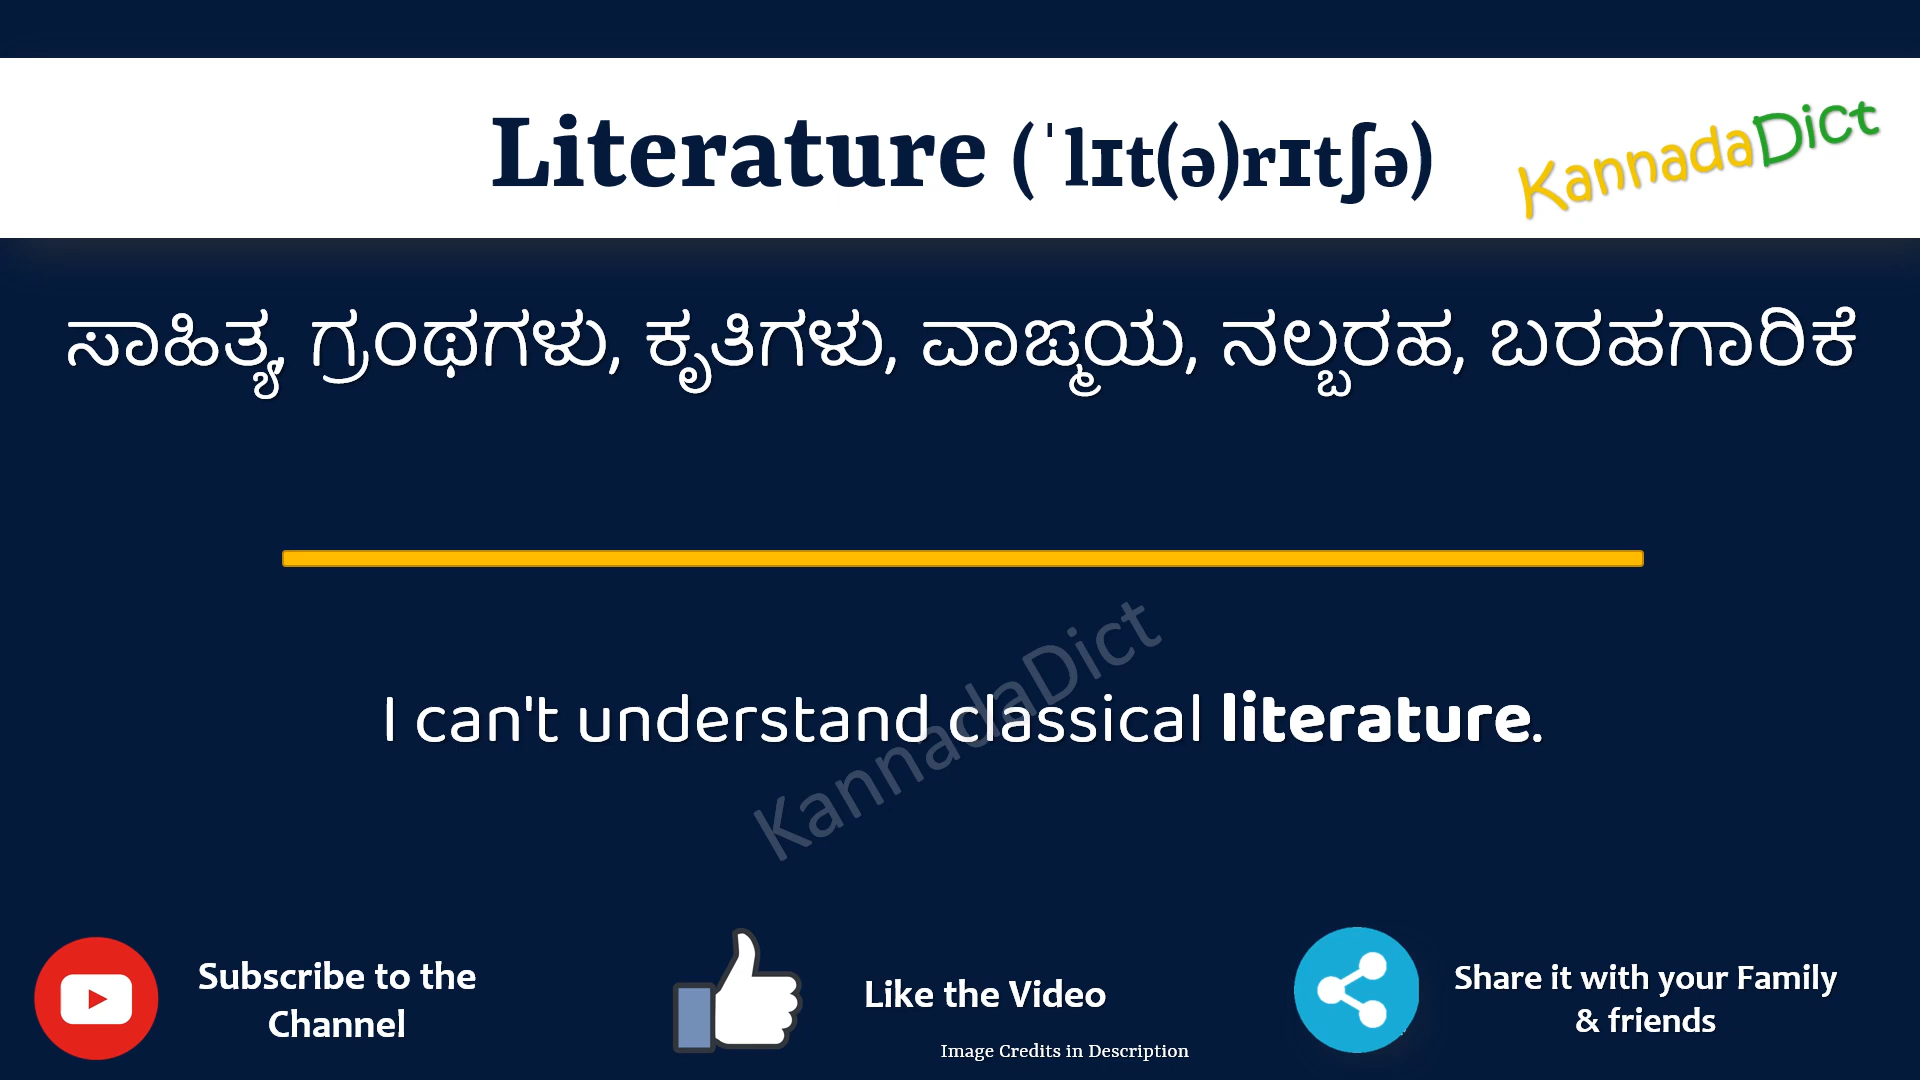 Literature (ˈlɪt(ə)rɪtʃə)
KannadaDict
ಸಾಹಿತ್ಯ, ಗ್ರಂಥಗಳು, ಕೃತಿಗಳು, ವಾಙ್ಮಯ, ನಲ್ಬರಹ, ಬರಹಗಾರಿಕೆ
I can't understand classical literature.
KannadaDict
Subscribe to the
Channel
Like the Video
Share it with your Family
& friends
Image Credits in Description